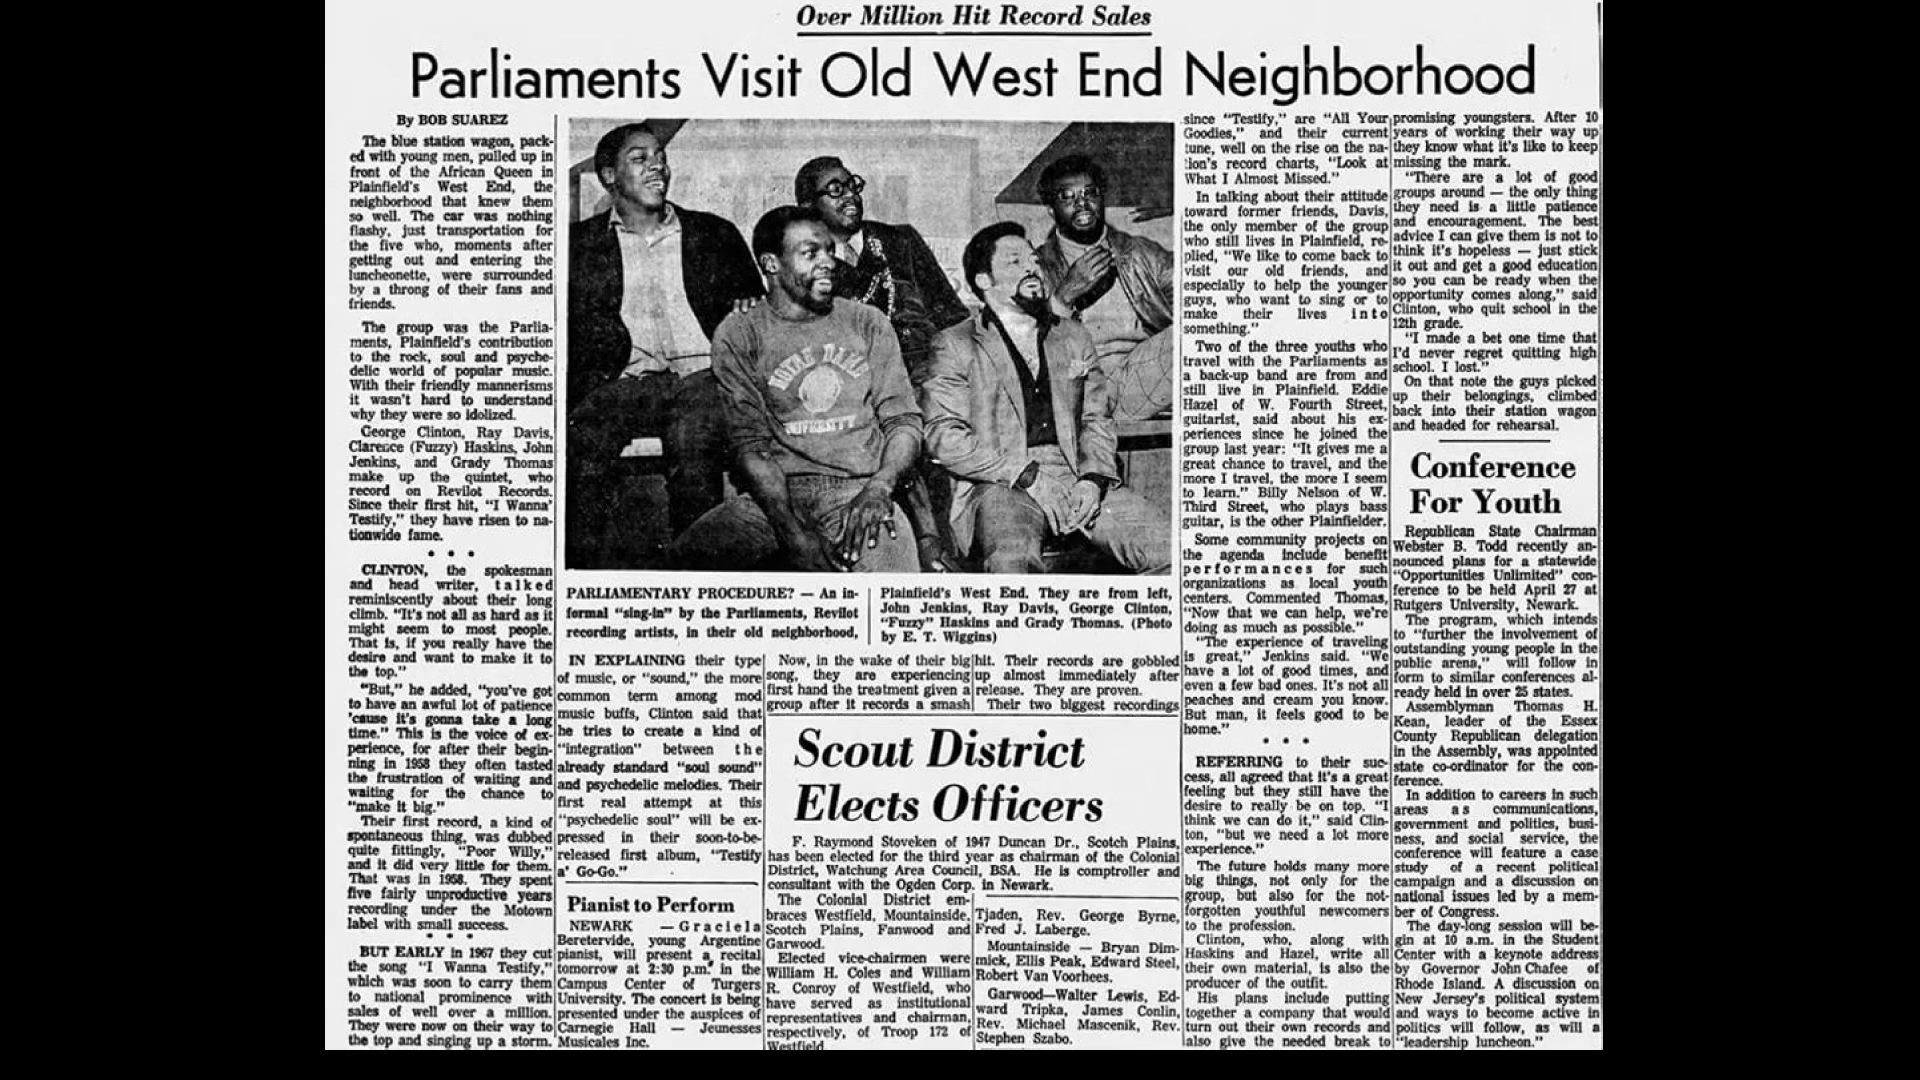 Over Million Hit Record Sales
Parliaments Visit Old West End Neighborhood
By BOB SUAREZ
The blue station wagon, pack-
ed with young men, pulled up in
front of the African Queen in
Plainfield's West End, the
neighborhood that knew them
so well. The car was nothing
flashy, just transportation for
the five who, moments after
getting out and entering the
luncheonette, were surrounded
by a throng of their fans and
friends.
The group was the Parlia-
ments, Plainfield's contribution
to the rock, soul and psyche-
delic world of popular music.
With their friendly mannerisms
it wasn't hard to understand
why they were so idolized.
George Clinton, Ray Davis,
Clarence (Fuzzy) Haskins, John
Jenkins, and Grady Thomas
make up the quintet, who
record on Revilot Records.
Since their first hit, "I Wanna'
Testify," they have risen to na-
tionwide fame.
• • •
CLINTON, the spokesman
and head writer, talked
reminiscently about their long
climb. "It's not all as hard as it
might seem to most people.
That is, if you really have the
desire and want to make it to
the top."
"But," he added, "you've got
to have an awful lot of patience
'cause it's gonna take a long
time." This is the voice of ex-
perience, for after their begin-
ning in 1958 they often tasted
the frustration of waiting and
waiting for the chance to
"make it big."
Their first record, a kind of
spontaneous thing, was dubbed
quite fittingly, "Poor Willy,"
and it did very little for them.
That was in 1958. They spent
five fairly unproductive years
recording under the Motown
label with small success.
• • •
BUT EARLY in 1967 they cut
the song "I Wanna Testify,"
which was soon to carry them
to national prominence with
sales of well over a million.
They were now on their way to
the top and singing up a storm.
NOTRE DAME
UNIVERSITY
PARLIAMENTARY PROCEDURE? — An in-
formal "sing-in" by the Parliaments, Revilot
recording artists, in their old neighborhood,
Plainfield's West End. They are from left,
John Jenkins, Ray Davis, George Clinton,
"Fuzzy" Haskins and Grady Thomas. (Photo
by E. T. Wiggins)
IN EXPLAINING their type
of music, or "sound," the more
common term among mod
music buffs, Clinton said that
he tries to create a kind of
"integration" between the
already standard "soul sound"
and psychedelic melodies. Their
first real attempt at this
"psychedelic soul" will be ex-
pressed in their soon-to-be-
released first album, "Testify
a' Go-Go."
Now, in the wake of their big
song, they are experiencing
first hand the treatment given a
group after it records a smash
hit. Their records are gobbled
up almost immediately after
release. They are proven.
Their two biggest recordings
since "Testify," are "All Your
Goodies," and their current
tune, well on the rise on the na-
tion's record charts, "Look at
What I Almost Missed."
In talking about their attitude
toward former friends, Davis,
the only member of the group
who still lives in Plainfield, re-
plied, "We like to come back to
visit our old friends, and
especially to help the younger
guys, who want to sing or to
make their lives into
something."
Two of the three youths who
travel with the Parliaments as
a back-up band are from and
still live in Plainfield. Eddie
Hazel of W. Fourth Street,
guitarist, said about his ex-
periences since he joined the
group last year: "It gives me a
great chance to travel, and the
more I travel, the more I seem
to learn." Billy Nelson of W.
Third Street, who plays bass
guitar, is the other Plainfielder.
Some community projects on
the agenda include benefit
performances for such
organizations as local youth
centers. Commented Thomas,
"Now that we can help, we're
doing as much as possible."
"The experience of traveling
is great," Jenkins said. "We
have a lot of good times, and
even a few bad ones. It's not all
peaches and cream you know.
But man, it feels good to be
home."
• • •
REFERRING to their suc-
cess, all agreed that it's a great
feeling but they still have the
desire to really be on top. "I
think we can do it," said Clin-
ton, "but we need a lot more
experience."
The future holds many more
big things, not only for the
group, but also for the not-
forgotten youthful newcomers
to the profession.
Clinton, who, along with
Haskins and Hazel, write all
their own material, is also the
producer of the outfit.
His plans include putting
together a company that would
turn out their own records and
also give the needed break to
promising youngsters. After 10
years of working their way up
they know what it's like to keep
missing the mark.
"There are a lot of good
groups around — the only thing
they need is a little patience
and encouragement. The best
advice I can give them is not to
think it's hopeless — just stick
it out and get a good education
so you can be ready when the
opportunity comes along," said
Clinton, who quit school in the
12th grade.
"I made a bet one time that
I'd never regret quitting high
school. I lost."
On that note the guys picked
up their belongings, climbed
back into their station wagon
and headed for rehearsal.
Pianist to Perform
NEWARK — Graciela
Beretervide, young Argentine
pianist, will present a recital
tomorrow at 2:30 p.m. in the
Campus Center of Turgers
University. The concert is being
presented under the auspices of
Carnegie Hall — Jeunesses
Musicales Inc.
Scout District
Elects Officers
F. Raymond Stoveken of 1947 Duncan Dr., Scotch Plains,
has been elected for the third year as chairman of the Colonial
District, Watchung Area Council, BSA. He is comptroller and
consultant with the Ogden Corp. in Newark.
The Colonial District em-
braces Westfield, Mountainside,
Scotch Plains, Fanwood and
Garwood.
Elected vice-chairmen were
William H. Coles and William
R. Conroy of Westfield, who
have served as institutional
representatives and chairman,
respectively, of Troop 172 of
Westfield.
Tjaden, Rev. George Byrne,
Fred J. Laberge.
Mountainside — Bryan Dim-
mick, Ellis Peak, Edward Steel,
Robert Van Voorhees.
Garwood—Walter Lewis, Ed-
ward Tripka, James Conlin,
Rev. Michael Mascenik, Rev.
Stephen Szabo.
Conference
For Youth
Republican State Chairman
Webster B. Todd recently an-
nounced plans for a statewide
"Opportunities Unlimited" con-
ference to be held April 27 at
Rutgers University, Newark.
The program, which intends
to "further the involvement of
outstanding young people in the
public arena," will follow in
form to similar conferences al-
ready held in over 25 states.
Assemblyman Thomas H.
Kean, leader of the Essex
County Republican delegation
in the Assembly, was appointed
state co-ordinator for the con-
ference.
In addition to careers in such
areas as communications,
government and politics, busi-
ness, and social service, the
conference will feature a case
study of a recent political
campaign and a discussion on
national issues led by a mem-
ber of Congress.
The day-long session will be-
gin at 10 a.m. in the Student
Center with a keynote address
by Governor John Chafee of
Rhode Island. A discussion on
New Jersey's political system
and ways to become active in
politics will follow, as will a
"leadership luncheon."